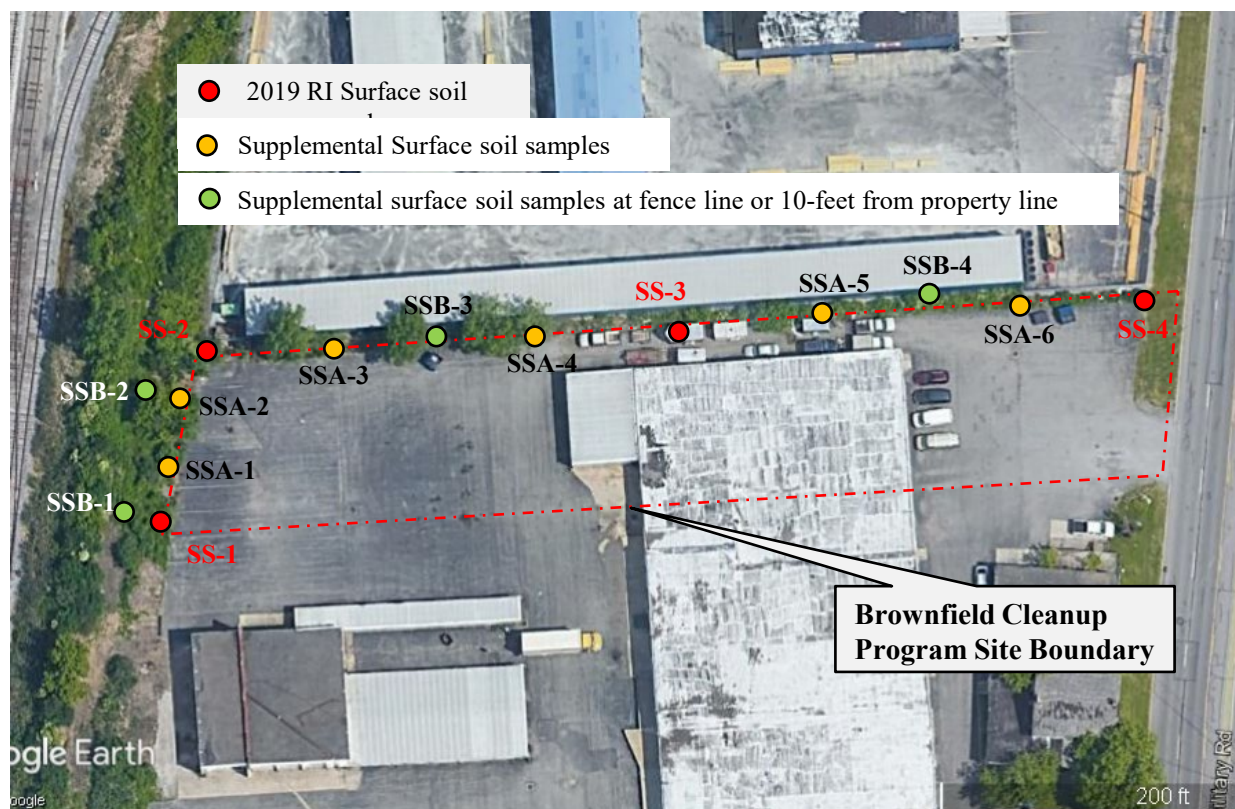 2019 RI Surface soil
Supplemental Surface soil samples
Supplemental surface soil samples at fence line or 10-feet from property line
SSB-4
SSA-5
SS-3
SSB-3
SS-2
SSA-6
SS-4
SSA-4
SSA-3
SSB-2
SSA-2
SSA-1
SSB-1
SS-1
Brownfield Cleanup
Program Site Boundary
ogle Earth
oogle
200 ft
litary Rd